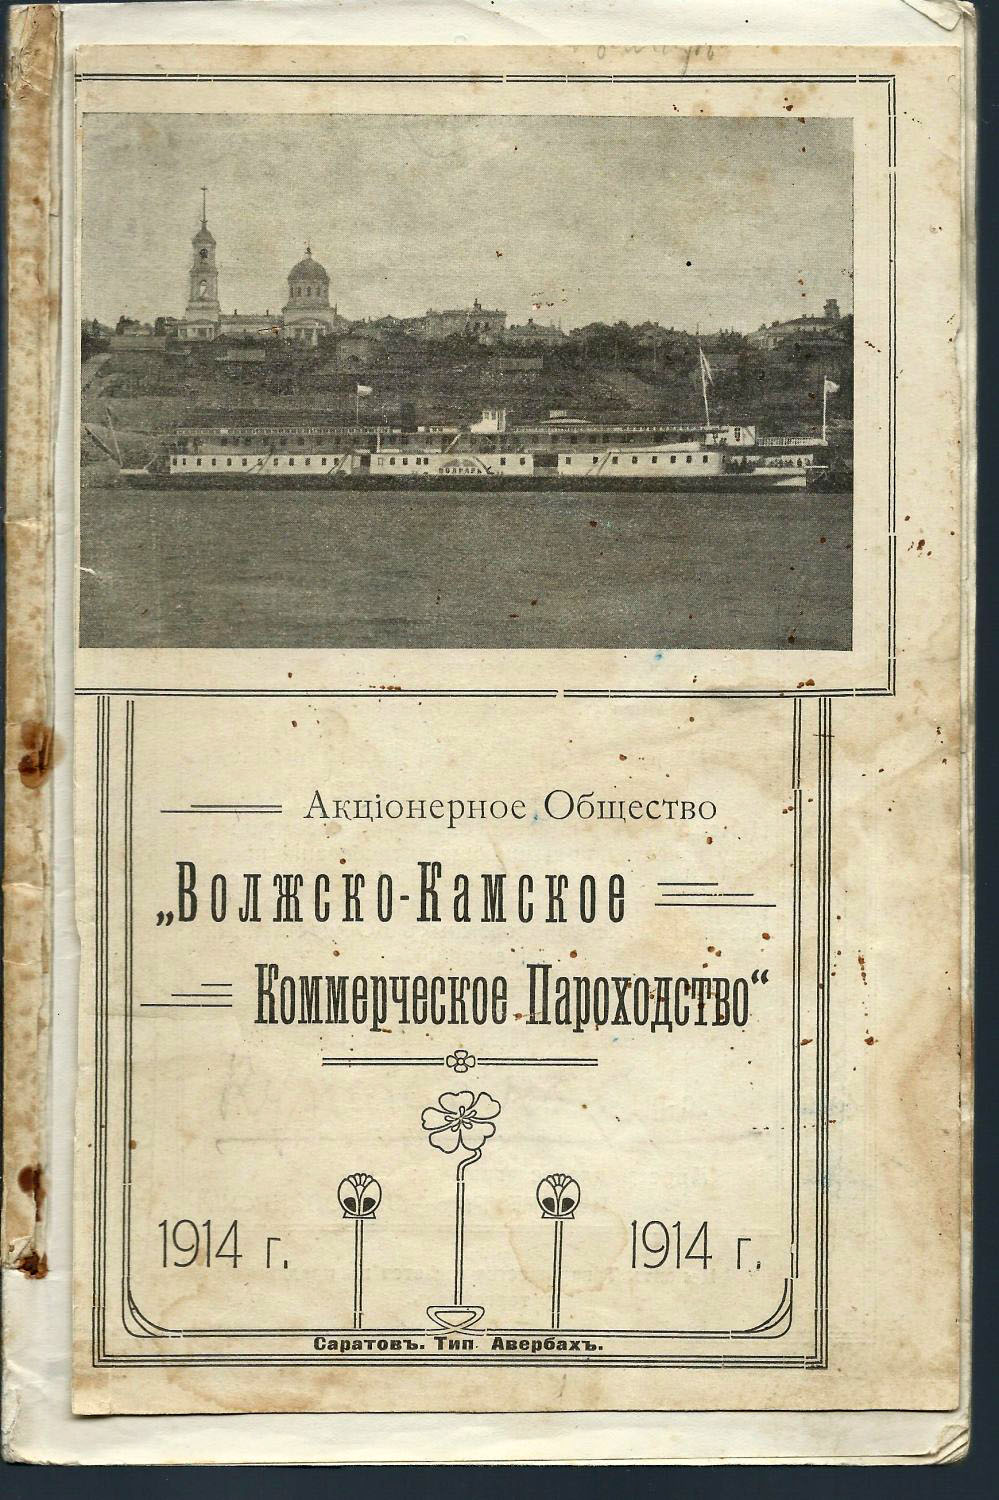 Акціонерное Общество
„Волжско-Камское
Коммерческое Пароходство“
1914 г. 1914 г.
Саратовъ. Тип. Авербахъ.